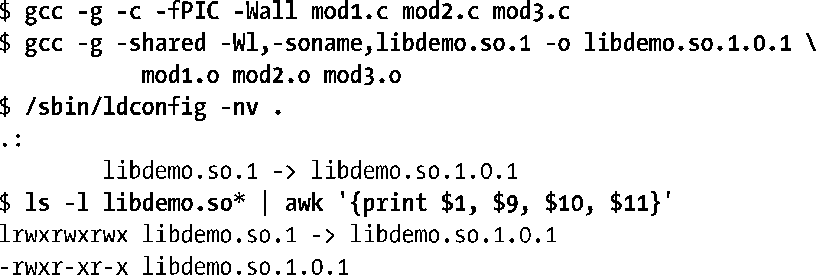 $ gcc -g -c -fPIC -Wall mod1.c mod2.c mod3.c
$ gcc -g -shared -Wl,-soname,libdemo.so.1 -o libdemo.so.1.0.1 \
mod1.o mod2.o mod3.o
$ /sbin/ldconfig -nv .
.:
libdemo.so.1 -> libdemo.so.1.0.1
$ ls -l libdemo.so* | awk '{print $1, $9, $10, $11}'
lrwxrwxrwx libdemo.so.1 -> libdemo.so.1.0.1
-rwxr-xr-x libdemo.so.1.0.1